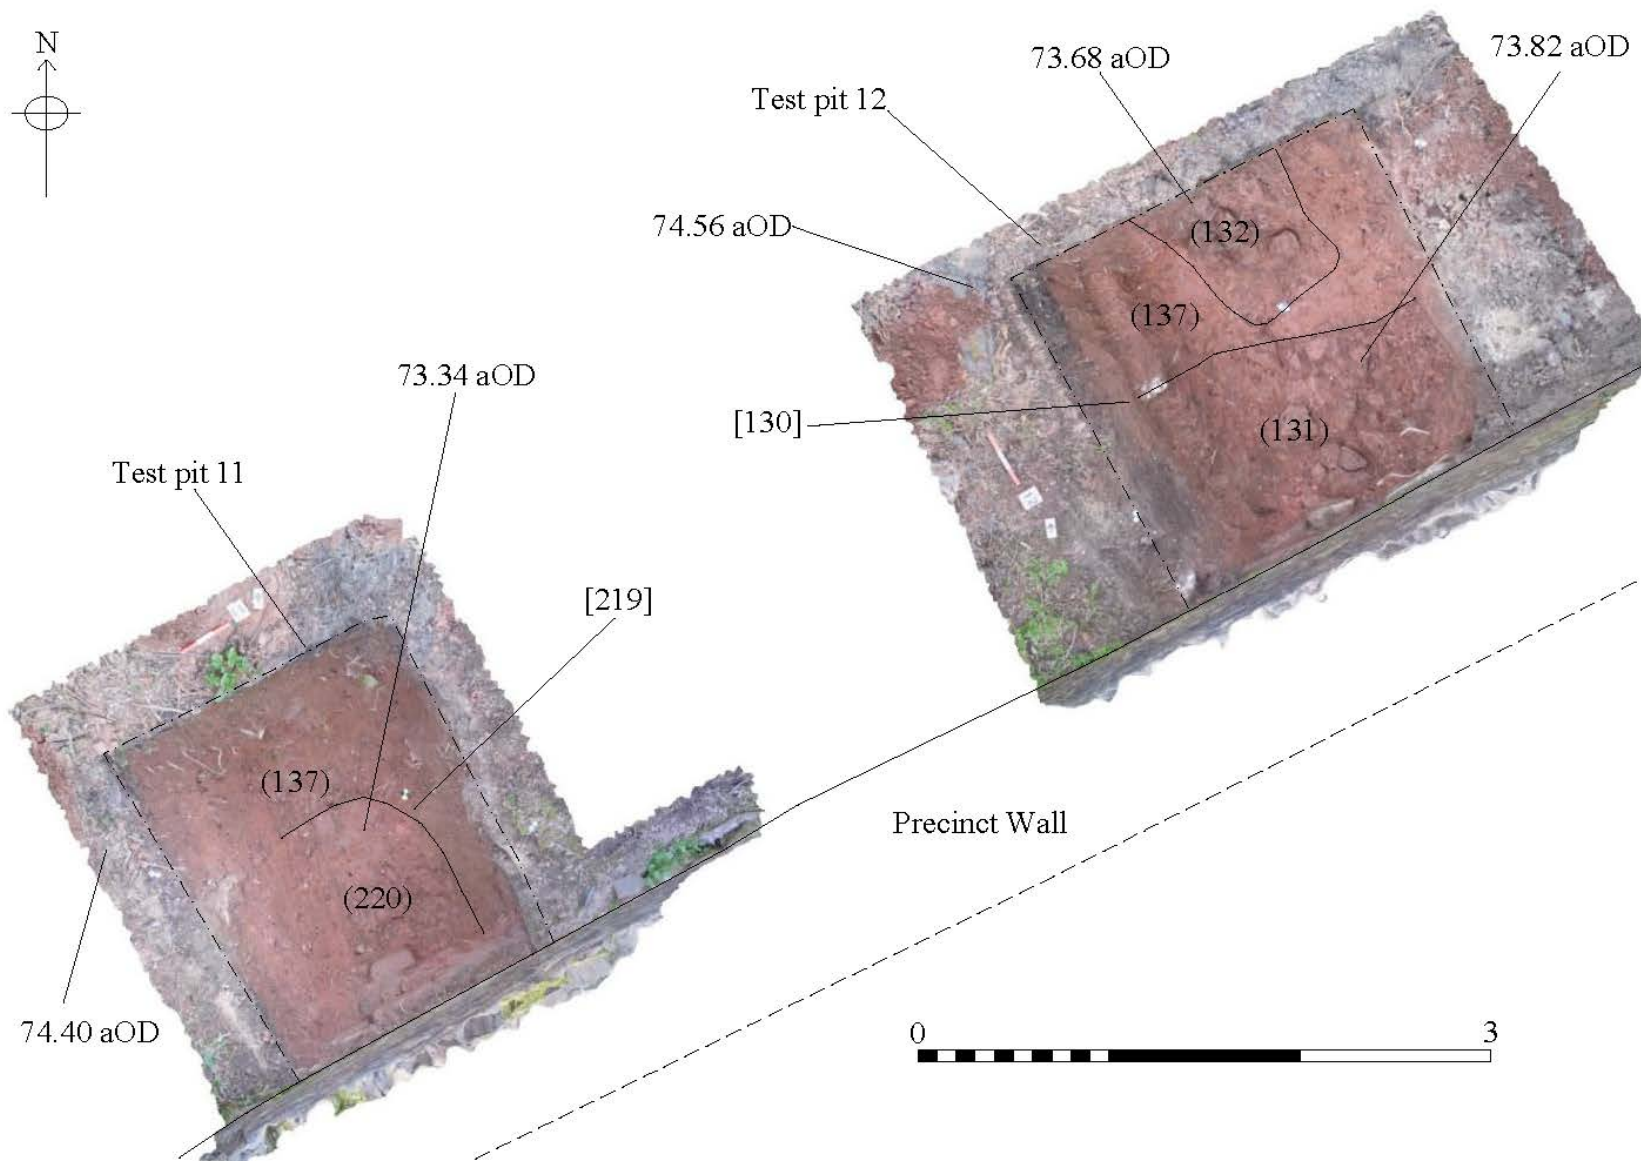 N
73.68 aOD
73.82 aOD
Test pit 12
74.56 aOD
(132)
(137)
[130]
(131)
73.34 aOD
Test pit 11
[219]
(137)
(220)
Precinct Wall
74.40 aOD
0 3